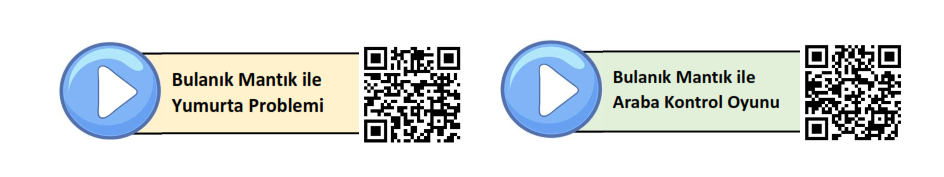 Bulanık Mantık ile
Yumurta Problemi
Bulanık Mantık ile
Araba Kontrol Oyunu